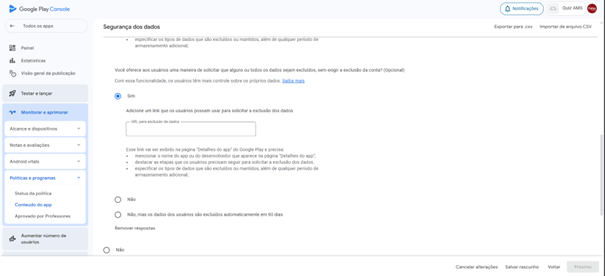 Google Play Console
Notificações
Quiz AMS
Todos os apps
Segurança dos dados
Exportar para .csv
Importar de arquivo CSV
especificar os tipos de dados que são excluídos ou mantidos, além de qualquer período de
armazenamento adicional;
Painel
Estatísticas
Visão geral da publicação
Testar e lançar
Monitorar e aprimorar
Alcance e dispositivos
Notas e avaliações
Android vitals
Políticas e programas
Status da política
Conteúdo do app
Aprovado por Professores
Aumentar número de
usuários
Você oferece aos usuários uma maneira de solicitar que alguns ou todos os dados sejam excluídos, sem exigir a exclusão da conta? (Opcional)
Com essa funcionalidade, os usuários têm mais controle sobre os próprios dados. Saiba mais
Sim
Adicione um link que os usuários possam usar para solicitar a exclusão dos dados
URL para exclusão de dados
Esse link vai ser exibido na página "Detalhes do app" do Google Play e precisa:
mencionar o nome do app ou do desenvolvedor que aparece na página "Detalhes do app";
destacar as etapas que os usuários precisam seguir para solicitar a exclusão dos dados;
especificar os tipos de dados que são excluídos ou mantidos, além de qualquer período de
armazenamento adicional;
Não
Não, mas os dados dos usuários são excluídos automaticamente em 90 dias
Remover respostas
Não
Cancelar alterações
Salvar rascunho
Voltar
Próxima